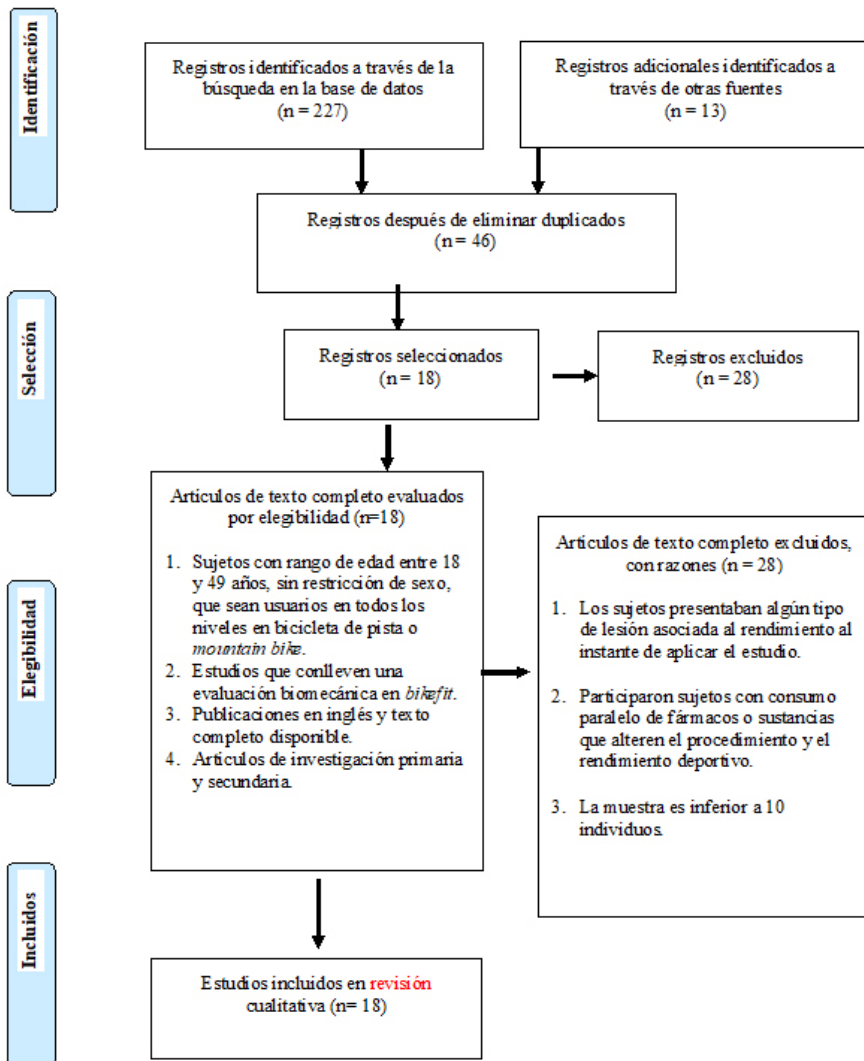 Identificación
Registros identificados a través de la
búsqueda en la base de datos
(n = 227)
Registros adicionales identificados a
través de otras fuentes
(n = 13)
Registros después de eliminar duplicados
(n = 46)
Selección
Registros seleccionados
(n = 18)
Registros excluidos
(n = 28)
Elegibilidad
Artículos de texto completo evaluados
por elegibilidad (n=18)
1. Sujetos con rango de edad entre 18
y 49 años, sin restricción de sexo,
que sean usuarios en todos los
niveles en bicicleta de pista o
mountain bike.
2. Estudios que conlleven una
evaluación biomecánica en bikefit.
3. Publicaciones en inglés y texto
completo disponible.
4. Artículos de investigación primaria
y secundaria.
Artículos de texto completo excluidos,
con razones (n = 28)
1. Los sujetos presentaban algún tipo
de lesión asociada al rendimiento al
instante de aplicar el estudio.
2. Participaron sujetos con consumo
paralelo de fármacos o sustancias
que alteren el procedimiento y el
rendimiento deportivo.
3. La muestra es inferior a 10
individuos.
Incluidos
Estudios incluidos en revisión
cualitativa (n= 18)